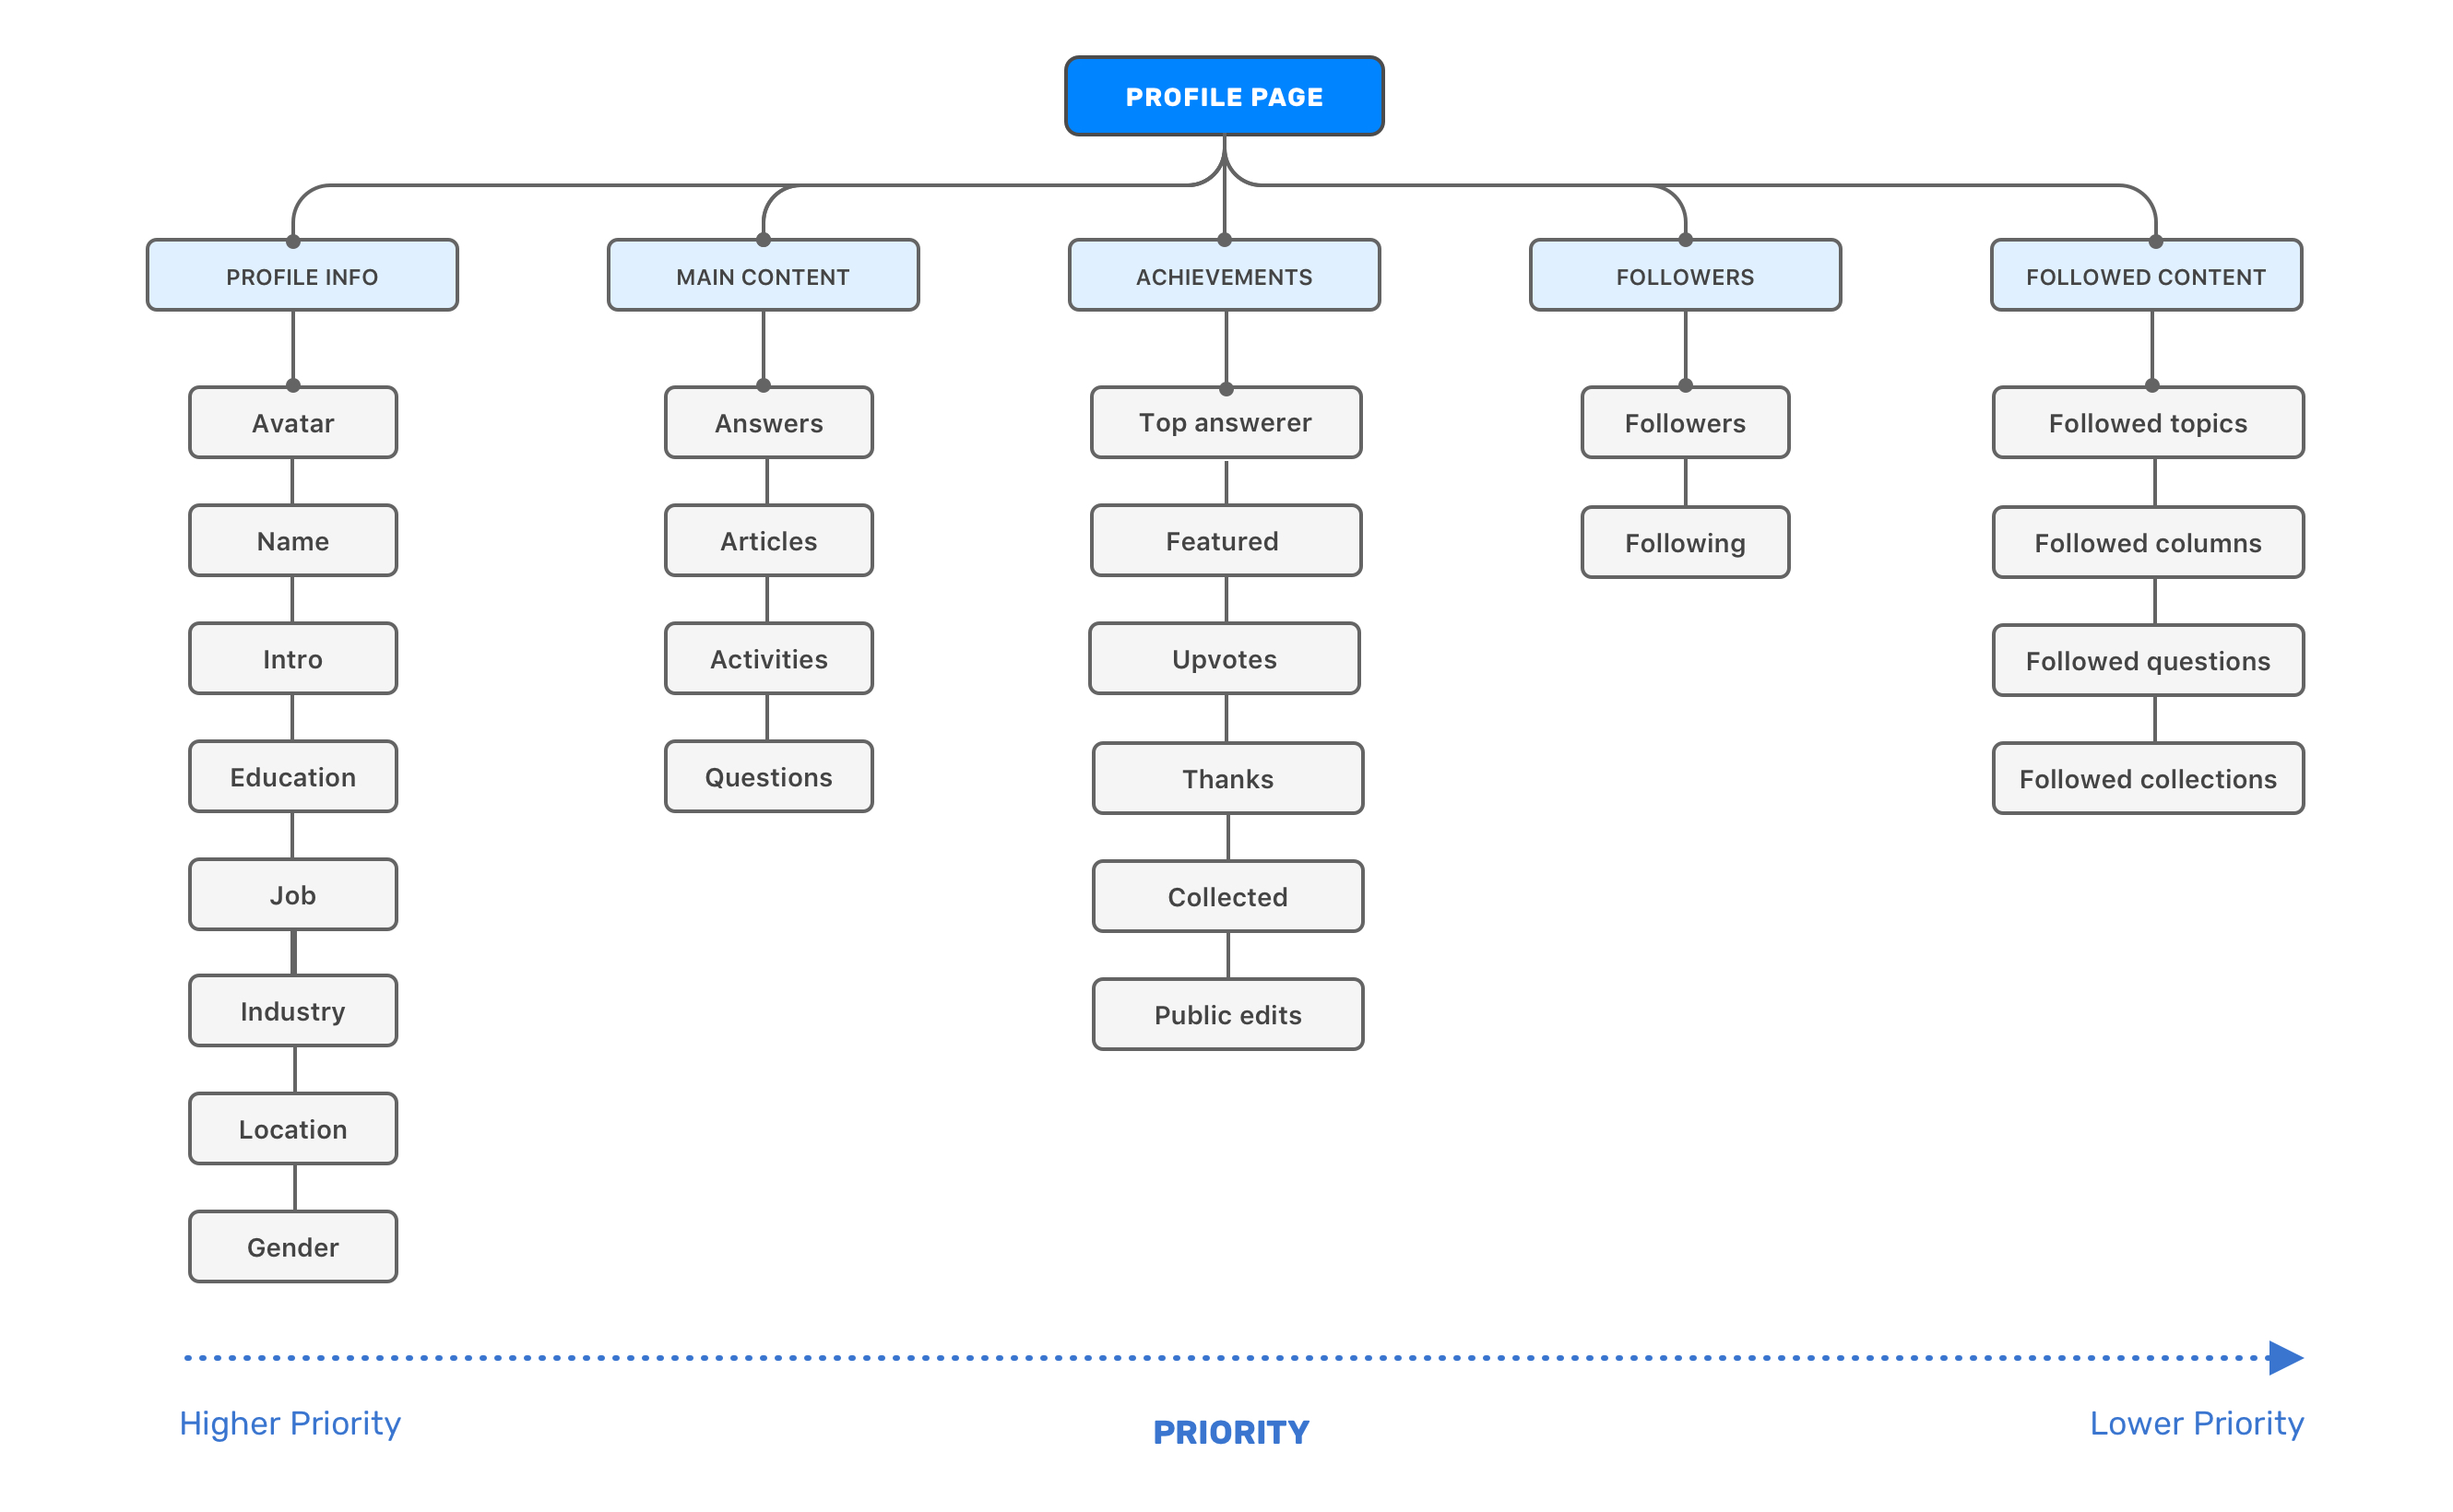 PROFILE PAGE
PROFILE INFO
Avatar
Name
Intro
Education
Job
Industry
Location
Gender
MAIN CONTENT
Answers
Articles
Activities
Questions
ACHIEVEMENTS
Top answerer
Featured
Upvotes
Thanks
Collected
Public edits
FOLLOWERS
Followers
Following
FOLLOWED CONTENT
Followed topics
Followed columns
Followed questions
Followed collections
Higher Priority
PRIORITY
Lower Priority